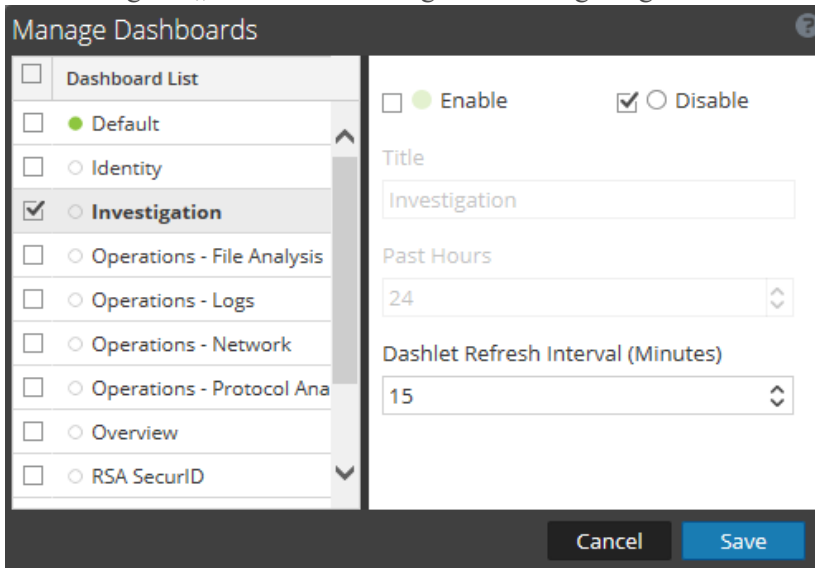 Manage Dashboards
Dashboard List
Default
Identity
Investigation
Operations - File Analysis
Operations - Logs
Operations - Network
Operations - Protocol Ana
Overview
RSA SecurID
Enable
Disable
Title
Investigation
Past Hours
24
Dashlet Refresh Interval (Minutes)
15
Cancel
Save